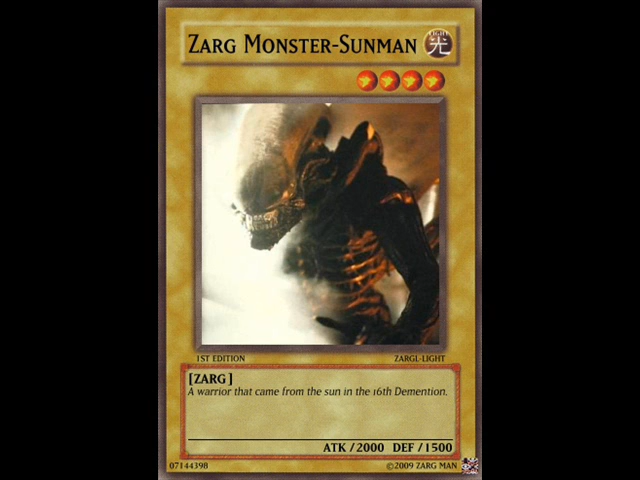 Zarg Monster-Sunman
LIGHT
光
1ST EDITION ZARGL-LIGHT
[ZARG]
A warrior that came from the sun in the 16th Demention.
ATK/2000 DEF/1500
07144398 ©2009 ZARG MAN